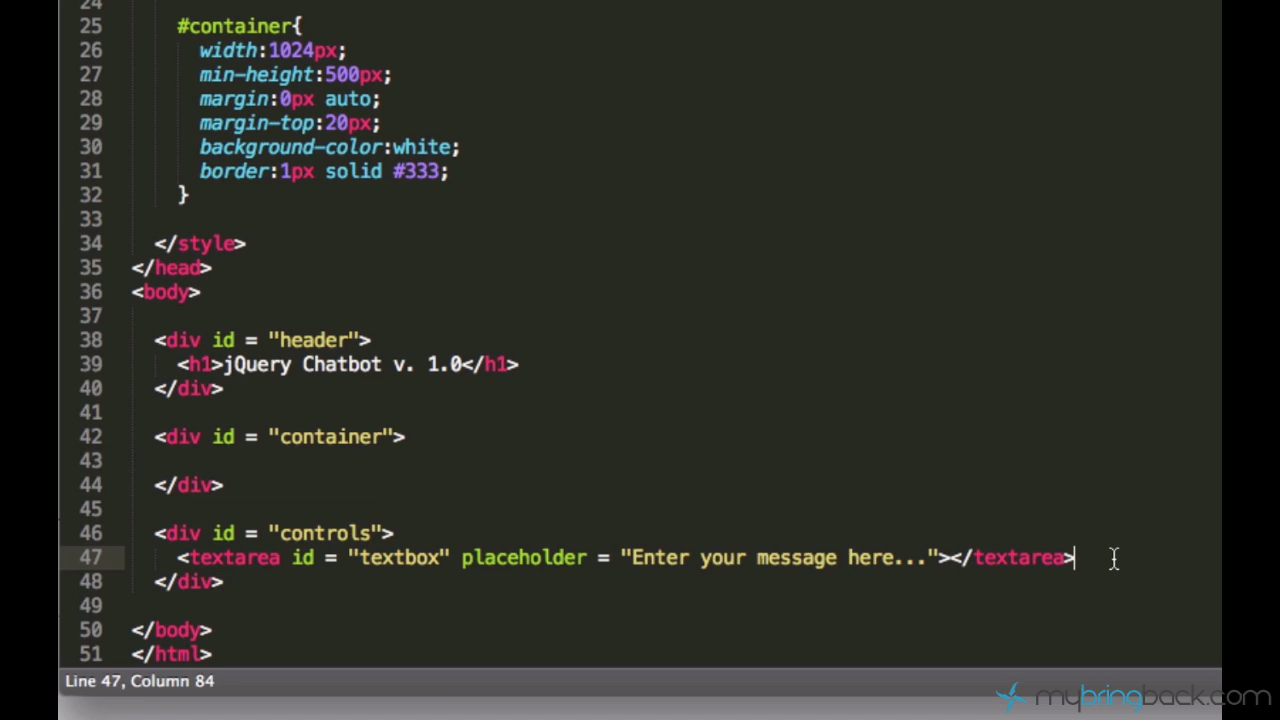 24
25 #container{
26 width:1024px;
27 min-height:500px;
28 margin:0px auto;
29 margin-top:20px;
30 background-color:white;
31 border:1px solid #333;
32 }
33
34 </style>
35 </head>
36 <body>
37
38 <div id = "header">
39 <h1>jQuery Chatbot v. 1.0</h1>
40 </div>
41
42 <div id = "container">
43
44 </div>
45
46 <div id = "controls">
47 <textarea id = "textbox" placeholder = "Enter your message here..."></textarea>
48 </div>
49
50 </body>
51 </html>
Line 47, Column 84
mybringback.com